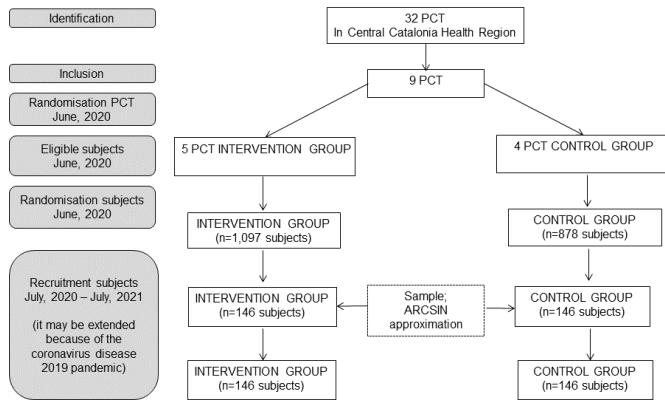 Identification
32 PCT
In Central Catalonia Health Region
Inclusion
9 PCT
Randomisation PCT
June, 2020
Eligible subjects
June, 2020
5 PCT INTERVENTION GROUP
4 PCT CONTROL GROUP
Randomisation subjects
June, 2020
INTERVENTION GROUP
(n=1,097 subjects)
CONTROL GROUP
(n=878 subjects)
Recruitment subjects
July, 2020 – July, 2021
(it may be extended
because of the
coronavirus disease
2019 pandemic)
INTERVENTION GROUP
(n=146 subjects)
Sample;
ARCSIN
approximation
CONTROL GROUP
(n=146 subjects)
INTERVENTION GROUP
(n=146 subjects)
CONTROL GROUP
(n=146 subjects)